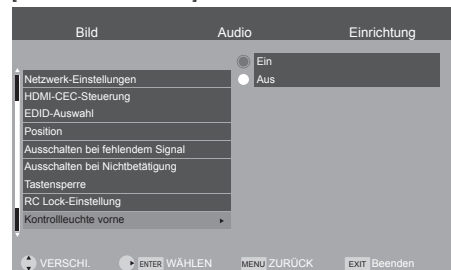 Bild Audio Einrichtung
Ein
Aus
Netzwerk-Einstellungen
HDMI-CEC-Steuerung
EDID-Auswahl
Position
Ausschalten bei fehlendem Signal
Ausschalten bei Nichtbetätigung
Tastensperre
RC Lock-Einstellung
Kontrollleuchte vorne
VERSCHI. ENTER WÄHLEN MENU ZURÜCK EXIT Beenden